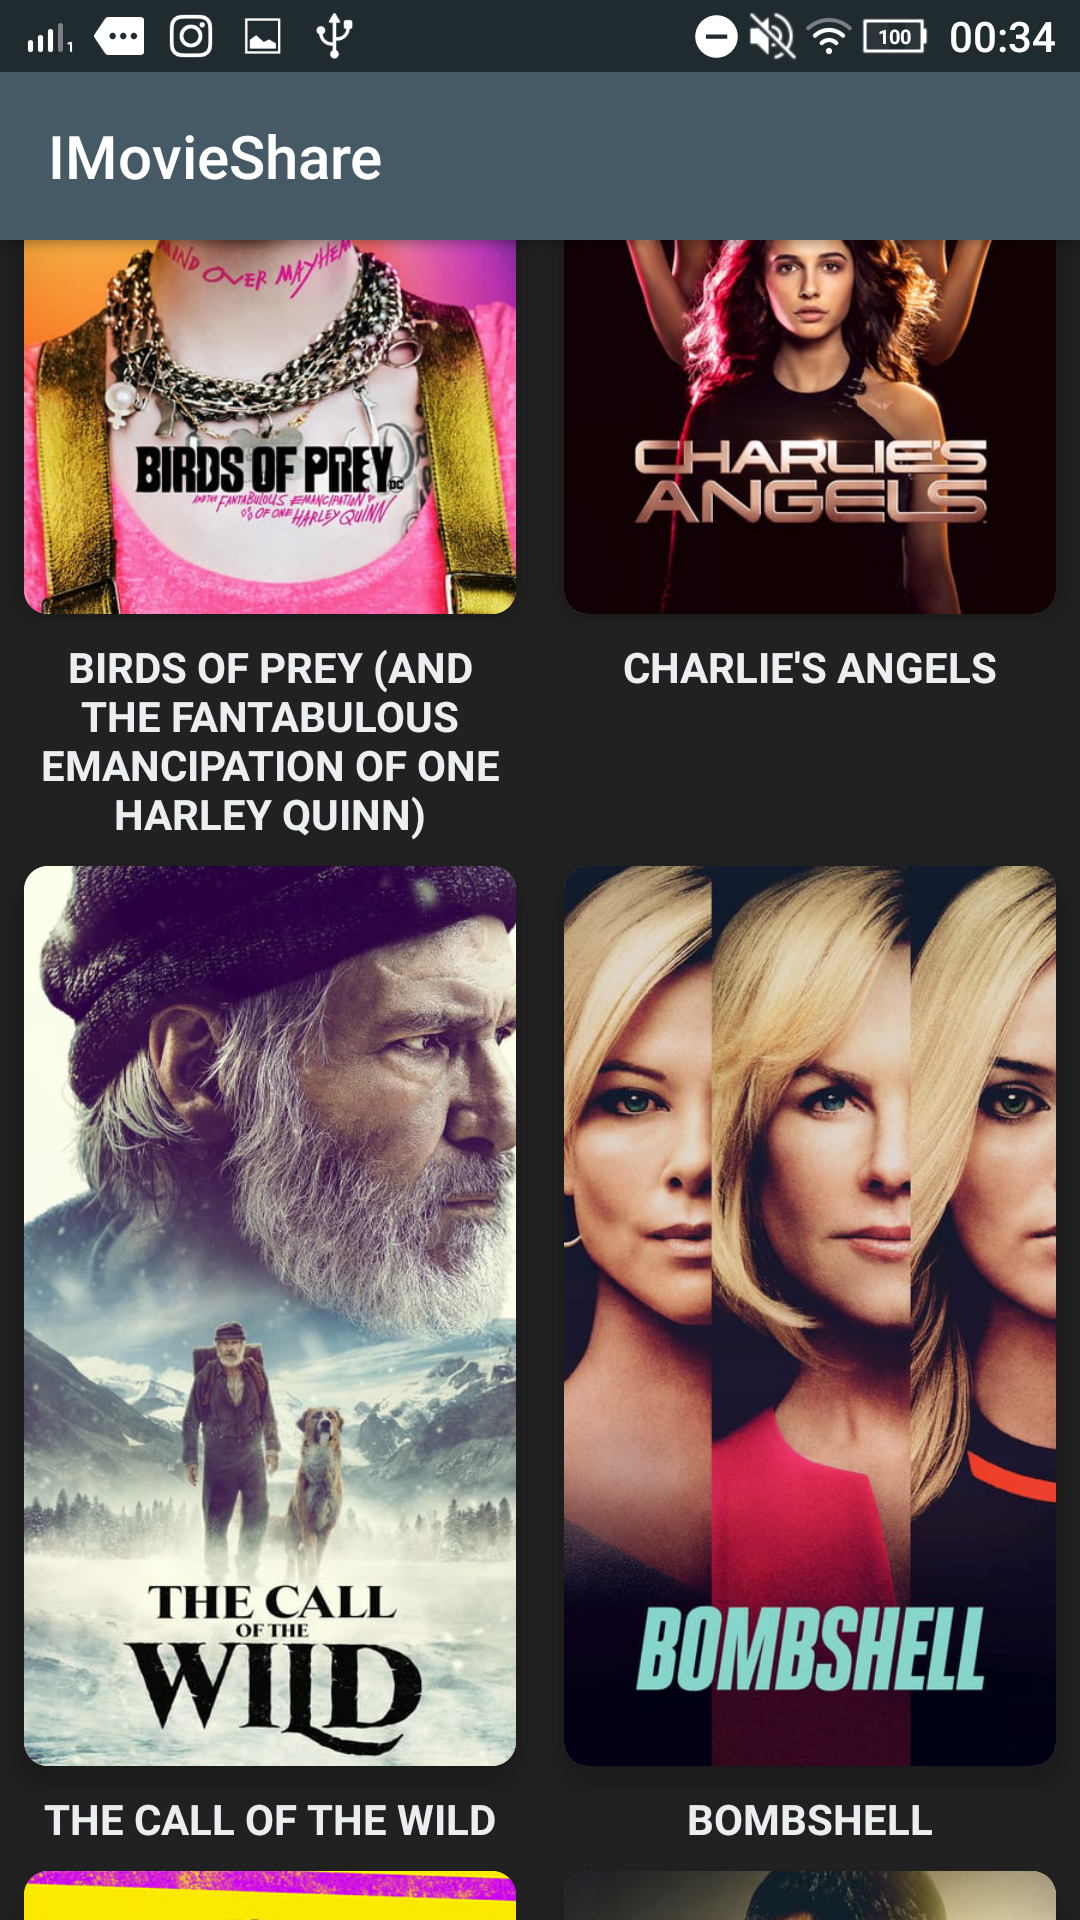 1
100
00:34
IMovieShare
MIND OVER MAYHEM
BIRDS OF PREY
DC
AND THE FANTABULOUS EMANCIPATION
OF ONE HARLEY QUINN
CHARLIE'S
ANGELS
BIRDS OF PREY (AND
THE FANTABULOUS
EMANCIPATION OF ONE
HARLEY QUINN)
CHARLIE'S ANGELS
THE CALL
OF THE
WILD
BOMBSHELL
THE CALL OF THE WILD
BOMBSHELL